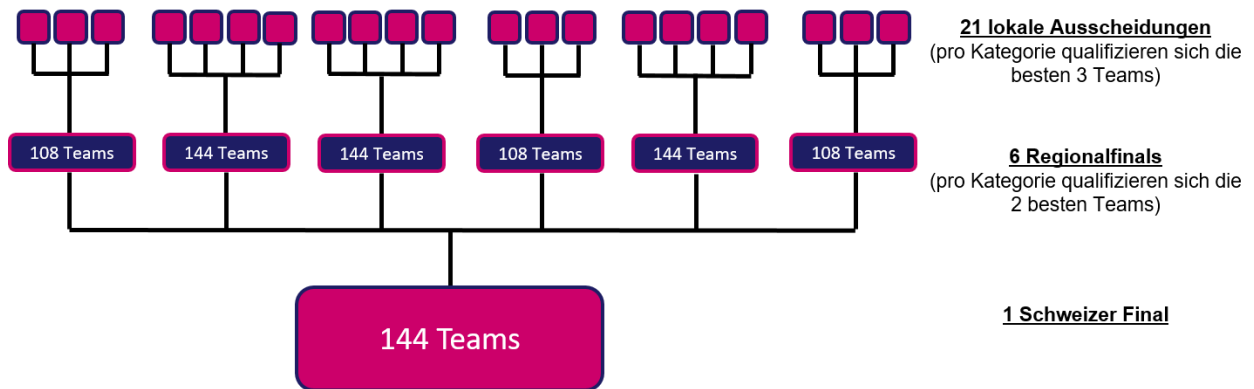 21 lokale Ausscheidungen
(pro Kategorie qualifizieren sich die
besten 3 Teams)
108 Teams
144 Teams
144 Teams
108 Teams
144 Teams
108 Teams
6 Regionalfinals
(pro Kategorie qualifizieren sich die
2 besten Teams)
144 Teams
1 Schweizer Final